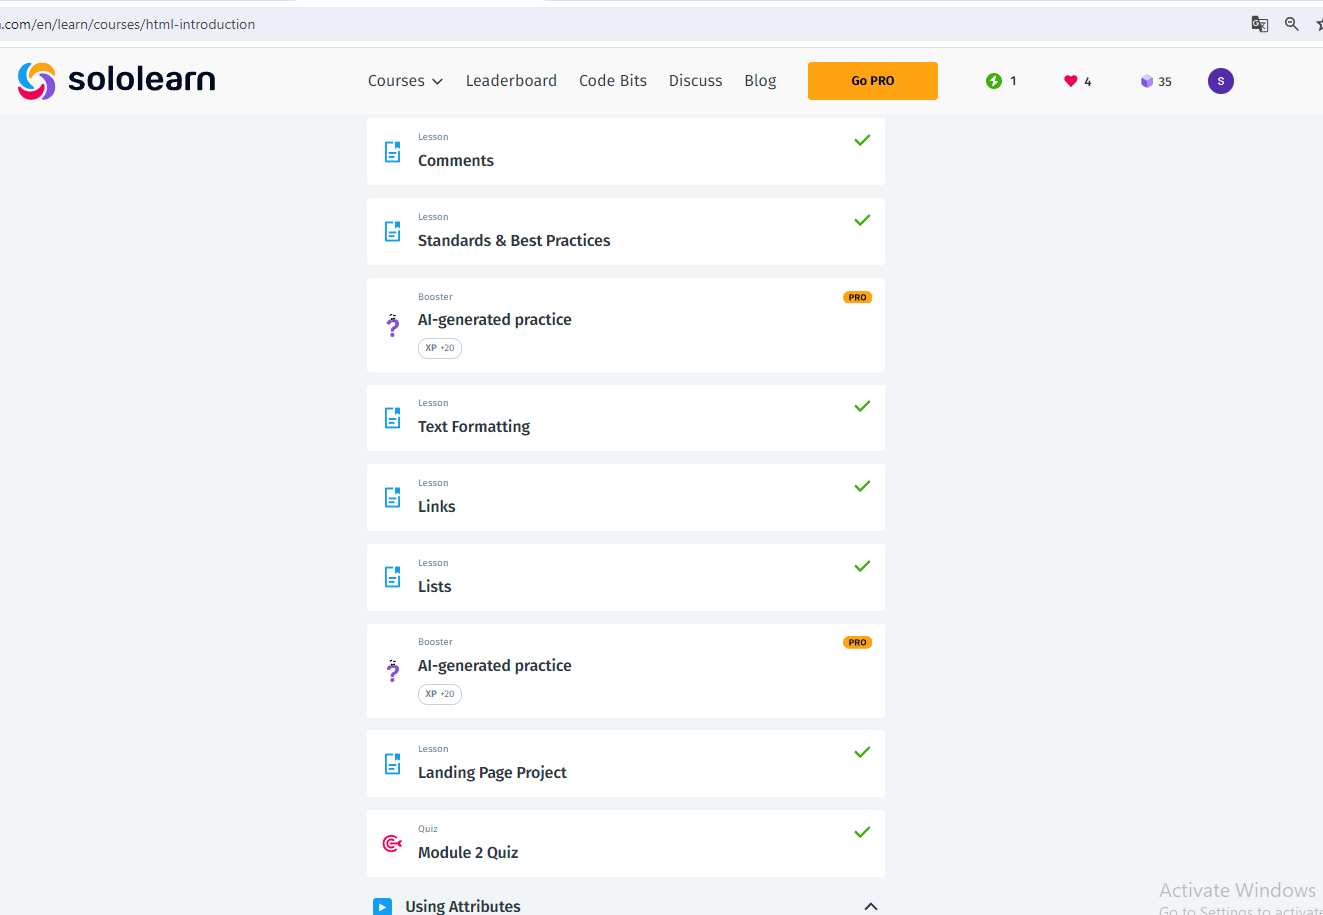 .com/en/learn/courses/html-introduction
sololearn
Courses
Leaderboard
Code Bits
Discuss
Blog
Go PRO
1
4
35
S
Lesson
Comments
Lesson
Standards & Best Practices
Booster
PRO
AI-generated practice
XP +20
Lesson
Text Formatting
Lesson
Links
Lesson
Lists
Booster
PRO
AI-generated practice
XP +20
Lesson
Landing Page Project
Quiz
Module 2 Quiz
Using Attributes
Activate Windows
Go to Settings to activate